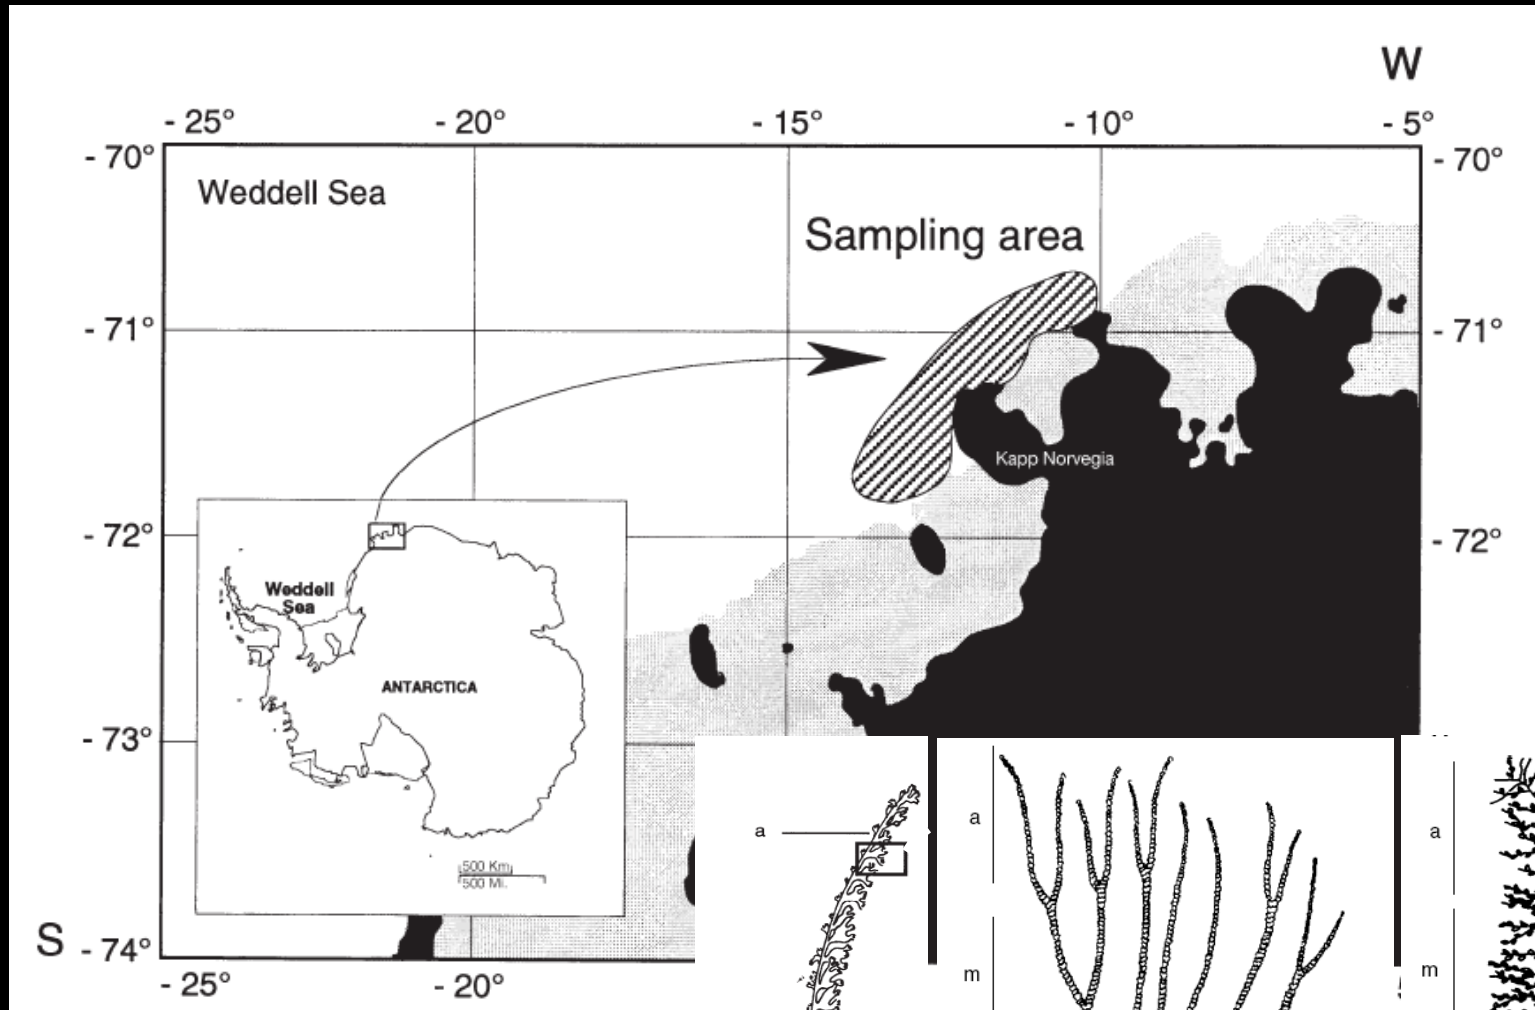 W
- 25°
- 20°
- 15°
- 10°
- 5°
- 70°
- 70°
Weddell Sea
Sampling area
- 71°
- 71°
Kapp Norvegia
- 72°
- 72°
Weddell
Sea
ANTARCTICA
- 73°
a
a
a
500 Km
500 Mi.
S
- 74°
m
m
- 25°
- 20°